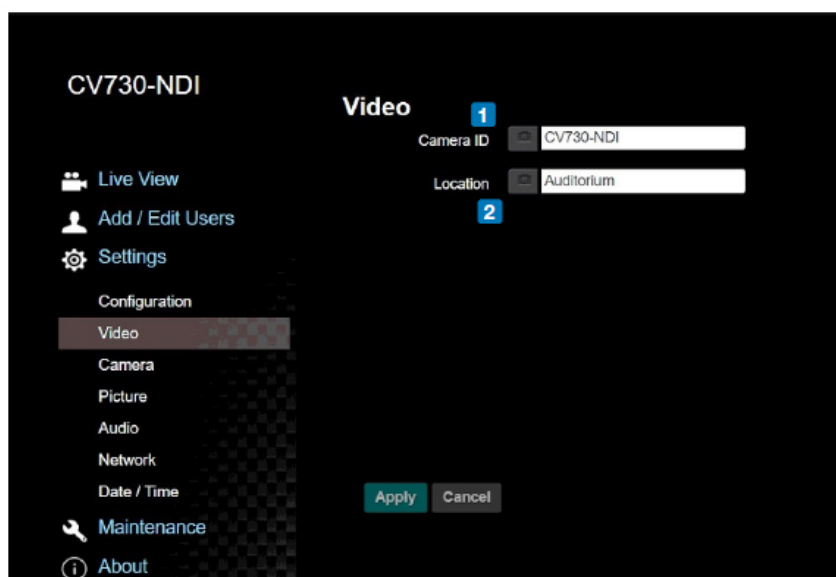 CV730-NDI
Video
1
Camera ID CV730-NDI
Location Auditorium
2
Live View
Add / Edit Users
Settings
Configuration
Video
Camera
Picture
Audio
Network
Date / Time
Maintenance
About
Apply Cancel